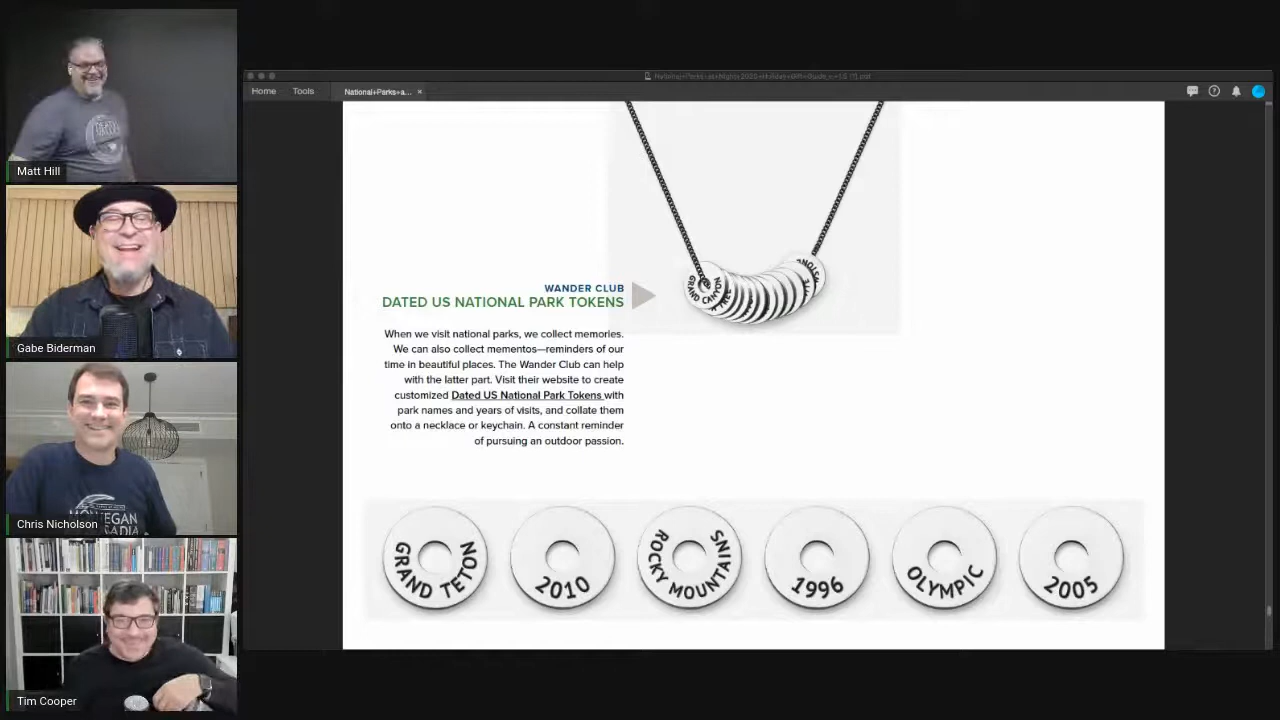 Matt Hill
Gabe Biderman
Chris Nicholson
Tim Cooper
Home
Tools
National+Parks+a...
WANDER CLUB
DATED US NATIONAL PARK TOKENS
When we visit national parks, we collect memories.
We can also collect mementos—reminders of our
time in beautiful places. The Wander Club can help
with the latter part. Visit their website to create
customized Dated US National Park Tokens with
park names and years of visits, and collate them
onto a necklace or keychain. A constant reminder
of pursuing an outdoor passion.
GRAND CANYON
GRAND TETON
2010
ROCKY MOUNTAINS
1996
OLYMPIC
2005